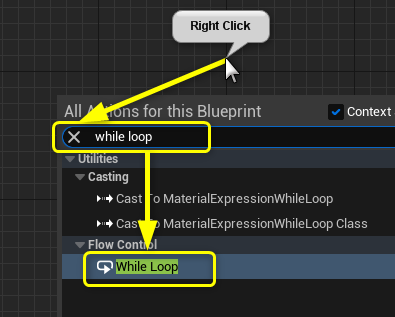 Right Click
All Actions for this Blueprint
Context
while loop
Utilities
Casting
Cast To MaterialExpressionWhileLoop
Cast To MaterialExpressionWhileLoop Class
Flow Control
While Loop